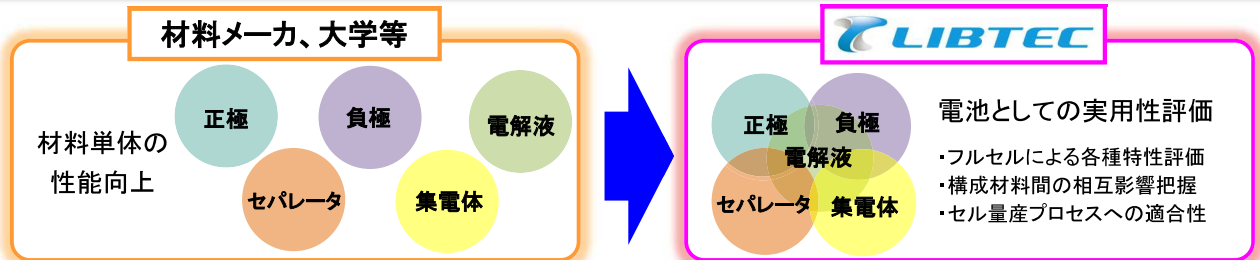 材料メーカ、大学等
材料単体の
性能向上
正極
負極
電解液
セパレータ
集電体
LIBTEC
正極
負極
電解液
セパレータ
集電体
電池としての実用性評価
・フルセルによる各種特性評価
・構成材料間の相互影響把握
・セル量産プロセスへの適合性